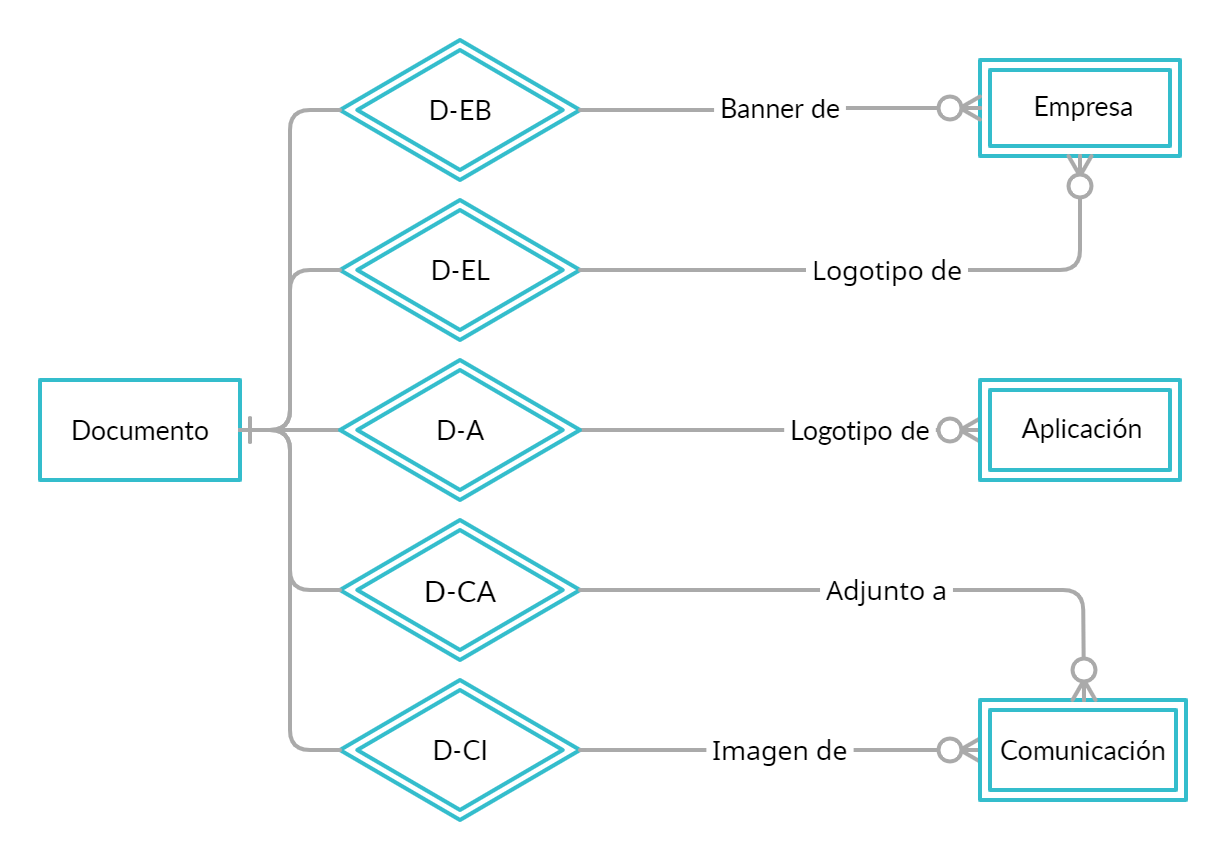 D-EB
Banner de
Empresa
D-EL
Logotipo de
Documento
D-A
Logotipo de
Aplicación
D-CA
Adjunto a
D-CI
Imagen de
Comunicación